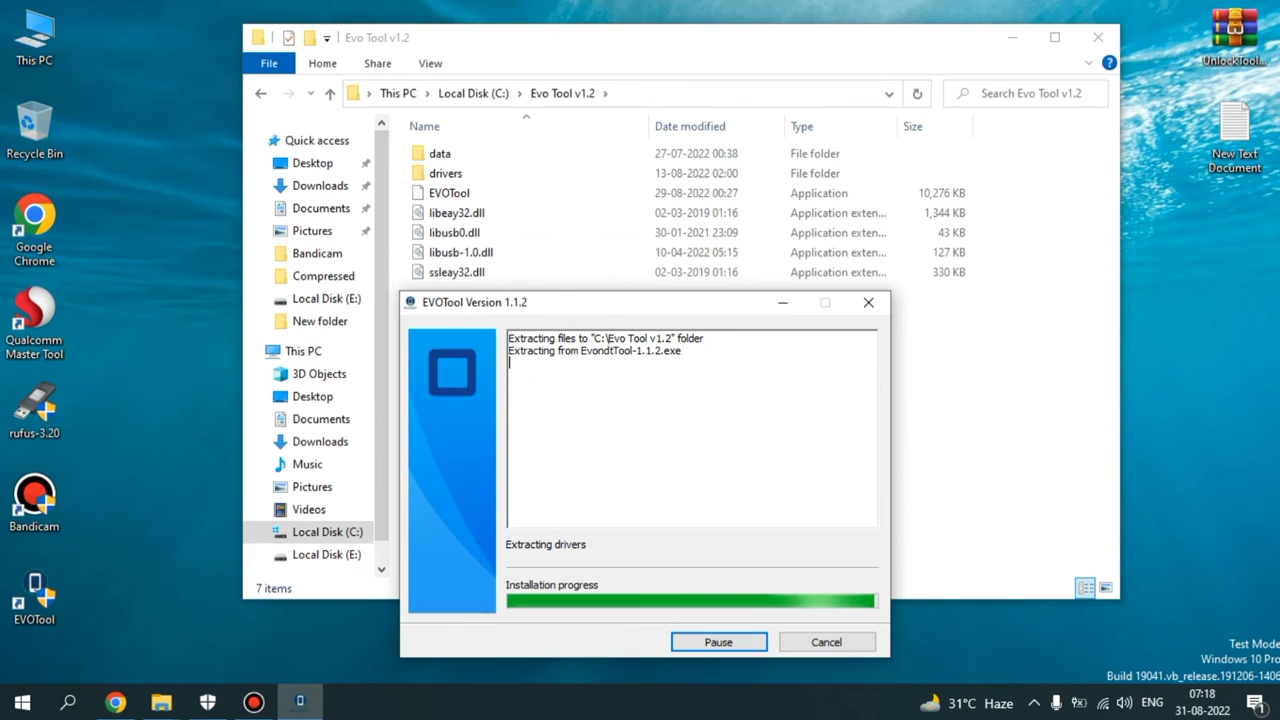 This PC
Recycle Bin
Google
Chrome
Qualcomm
Master Tool
rufus-3.20
Bandicam
EVOTool
UnlockTool...
New Text
Document
Evo Tool v1.2
File Home Share View
This PC Local Disk (C:) Evo Tool v1.2
Search Evo Tool v1.2
Name Date modified Type Size
Quick access
Desktop
Downloads
Documents
Pictures
Bandicam
Compressed
Local Disk (E:)
New folder
This PC
3D Objects
Desktop
Documents
Downloads
Music
Pictures
Videos
Local Disk (C:)
Local Disk (E:)
data 27-07-2022 00:38 File folder
drivers 13-08-2022 02:00 File folder
EVOTool 29-08-2022 00:27 Application 10,276 KB
libeay32.dll 02-03-2019 01:16 Application exten... 1,344 KB
libusb0.dll 30-01-2021 23:09 Application exten... 43 KB
libusb-1.0.dll 10-04-2022 05:15 Application exten... 127 KB
ssleay32.dll 02-03-2019 01:16 Application exten... 330 KB
7 items
EVOTool Version 1.1.2
Extracting files to "C:\Evo Tool v1.2" folder
Extracting from EvondtTool-1.1.2.exe
Extracting drivers
Installation progress
Pause Cancel
Test Mode
Windows 10 Pro
Build 19041.vb_release.191206-1406
31°C Haze
ENG
07:18
31-08-2022
1